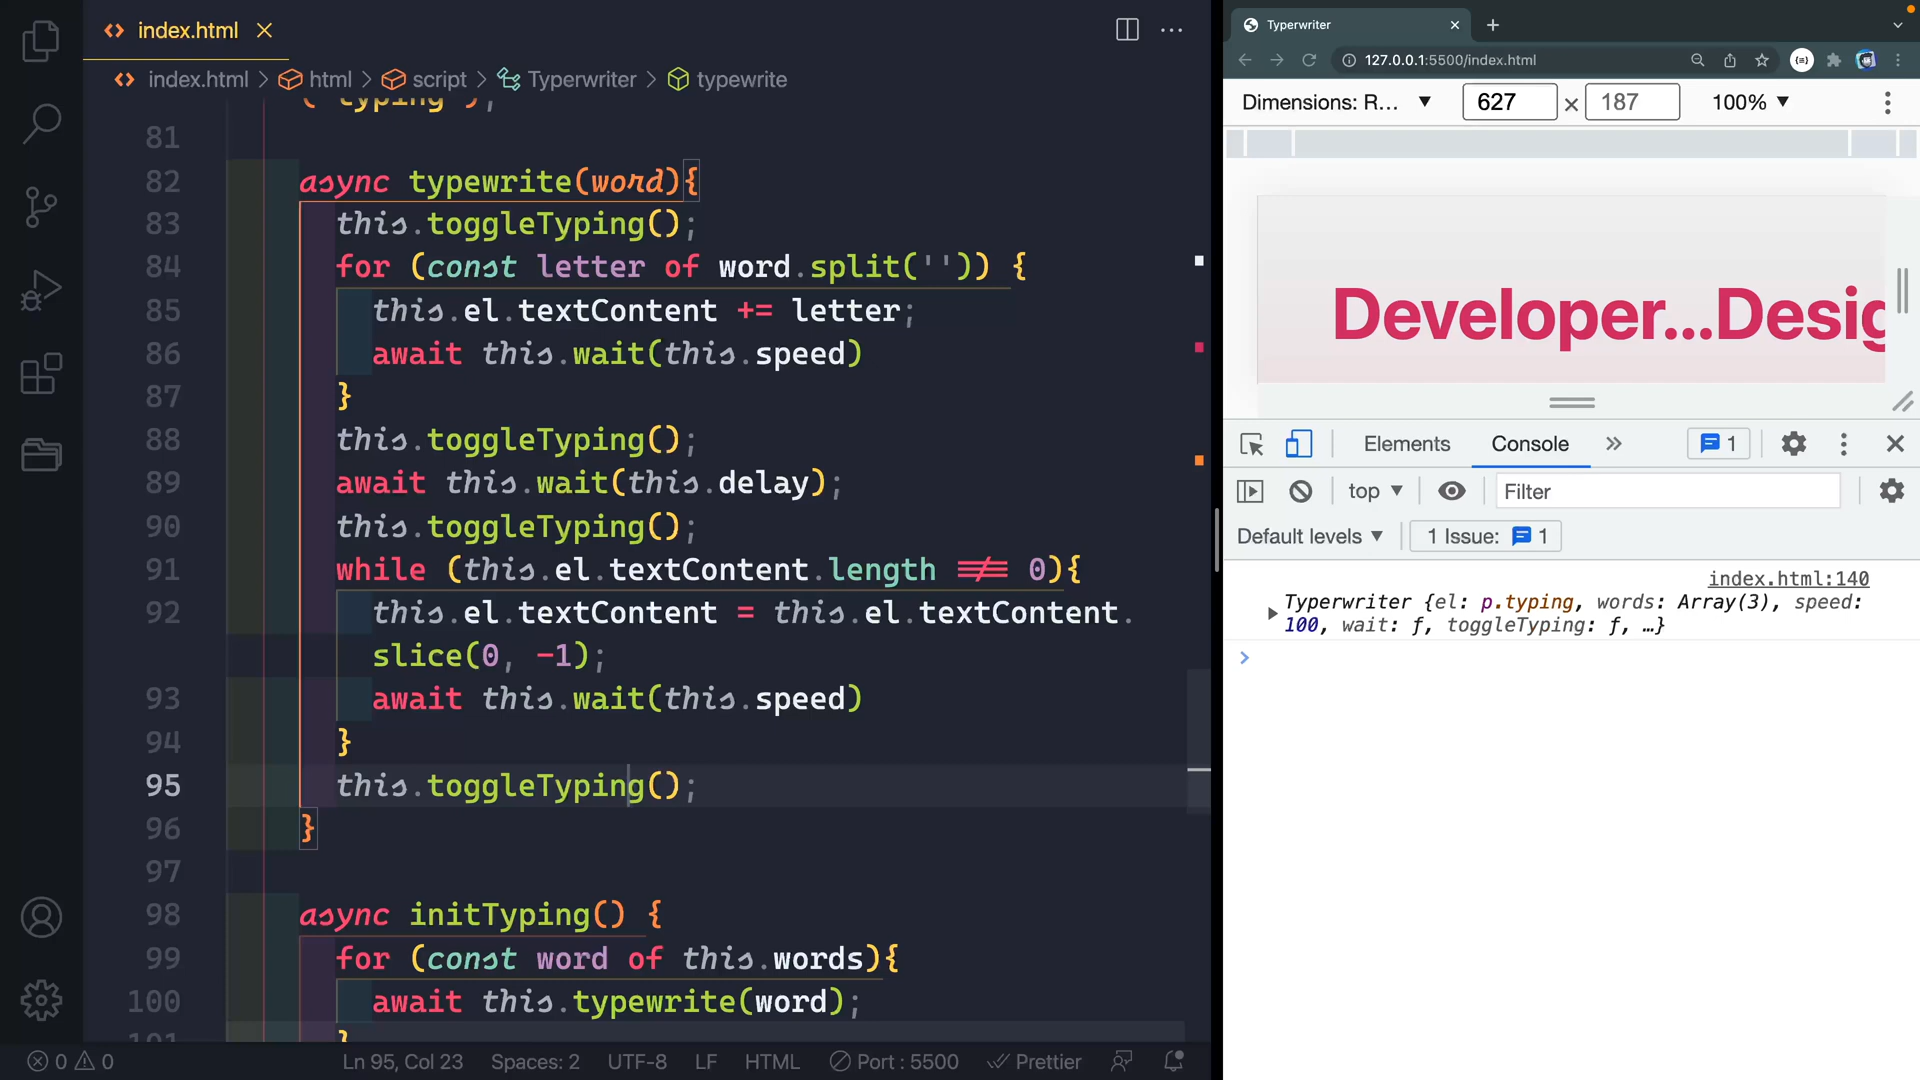 index.html
index.html > html > script > Typerwriter > typewrite
('typing');
81
82 async typewrite(word){
83 this.toggleTyping();
84 for (const letter of word.split('')) {
85 this.el.textContent += letter;
86 await this.wait(this.speed)
87 }
88 this.toggleTyping();
89 await this.wait(this.delay);
90 this.toggleTyping();
91 while (this.el.textContent.length !== 0){
92 this.el.textContent = this.el.textContent.
slice(0, -1);
93 await this.wait(this.speed)
94 }
95 this.toggleTyping();
96 }
97
98 async initTyping() {
99 for (const word of this.words){
100 await this.typewrite(word);
101 }
0 0 Ln 95, Col 23 Spaces: 2 UTF-8 LF HTML Port : 5500 Prettier
Typerwriter
127.0.0.1:5500/index.html
Dimensions: R... 627 × 187 100%
Developer...Desig
Elements Console » 1
top Filter
Default levels 1 Issue: 1
index.html:140
Typerwriter {el: p.typing, words: Array(3), speed:
100, wait: ƒ, toggleTyping: ƒ, …}